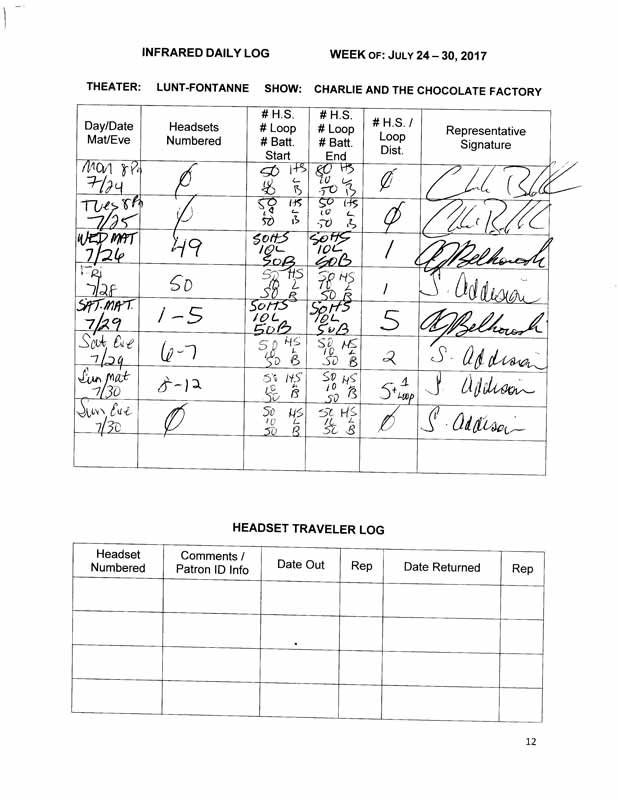 INFRARED DAILY LOG WEEK OF: JULY 24 – 30, 2017
THEATER: LUNT-FONTANNE SHOW: CHARLIE AND THE CHOCOLATE FACTORY
Day/Date Mat/Eve Headsets Numbered # H.S. # Loop # Batt. Start # H.S. # Loop # Batt. End # H.S. / Loop Dist. Representative Signature
Mon 8PM 7/24 Ø 50 HS 10 L 50 B 50 HS 10 L 50 B Ø
Tues 8PM 7/25 Ø 50 HS 10 L 50 B 50 HS 10 L 50 B Ø
WED MAT 7/26 49 50HS 10L 50B 50HS 10L 50B 1 Belkowsk
Fri 7/28 50 50 HS 10 L 50 B 50 HS 10 L 50 B 1 S. Addison
SAT. MAT. 7/29 1-5 50HS 10L 50B 50HS 10L 50B 5 Belhowsk
Sat Eve 7/29 6-7 50 HS 10 L 50 B 50 HS 10 L 50 B 2 S. Addison
Sun Mat 7/30 8-12 50 HS 10 L 50 B 50 HS 10 L 50 B 5+1 Loop S Addison
Sun Eve 7/30 Ø 50 HS 10 L 50 B 50 HS 10 L 50 B Ø S. Addison
HEADSET TRAVELER LOG
Headset Numbered Comments / Patron ID Info Date Out Rep Date Returned Rep
12